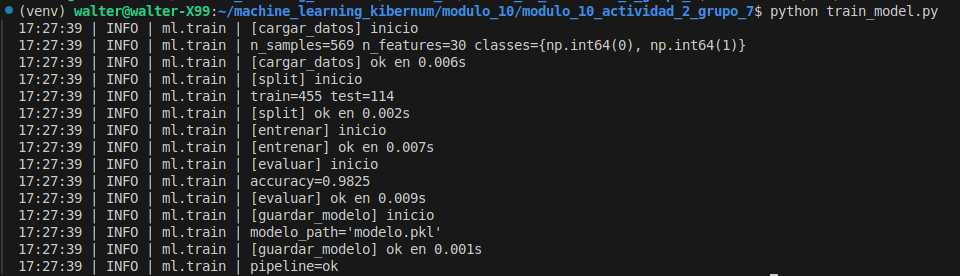 (venv) walter@walter-X99:~/machine_learning_kibernum/modulo_10/modulo_10_actividad_2_grupo_7$ python train_model.py
17:27:39 | INFO | ml.train | [cargar_datos] inicio
17:27:39 | INFO | ml.train | n_samples=569 n_features=30 classes={np.int64(0), np.int64(1)}
17:27:39 | INFO | ml.train | [cargar_datos] ok en 0.006s
17:27:39 | INFO | ml.train | [split] inicio
17:27:39 | INFO | ml.train | train=455 test=114
17:27:39 | INFO | ml.train | [split] ok en 0.002s
17:27:39 | INFO | ml.train | [entrenar] inicio
17:27:39 | INFO | ml.train | [entrenar] ok en 0.007s
17:27:39 | INFO | ml.train | [evaluar] inicio
17:27:39 | INFO | ml.train | accuracy=0.9825
17:27:39 | INFO | ml.train | [evaluar] ok en 0.009s
17:27:39 | INFO | ml.train | [guardar_modelo] inicio
17:27:39 | INFO | ml.train | modelo_path='modelo.pkl'
17:27:39 | INFO | ml.train | [guardar_modelo] ok en 0.001s
17:27:39 | INFO | ml.train | pipeline=ok